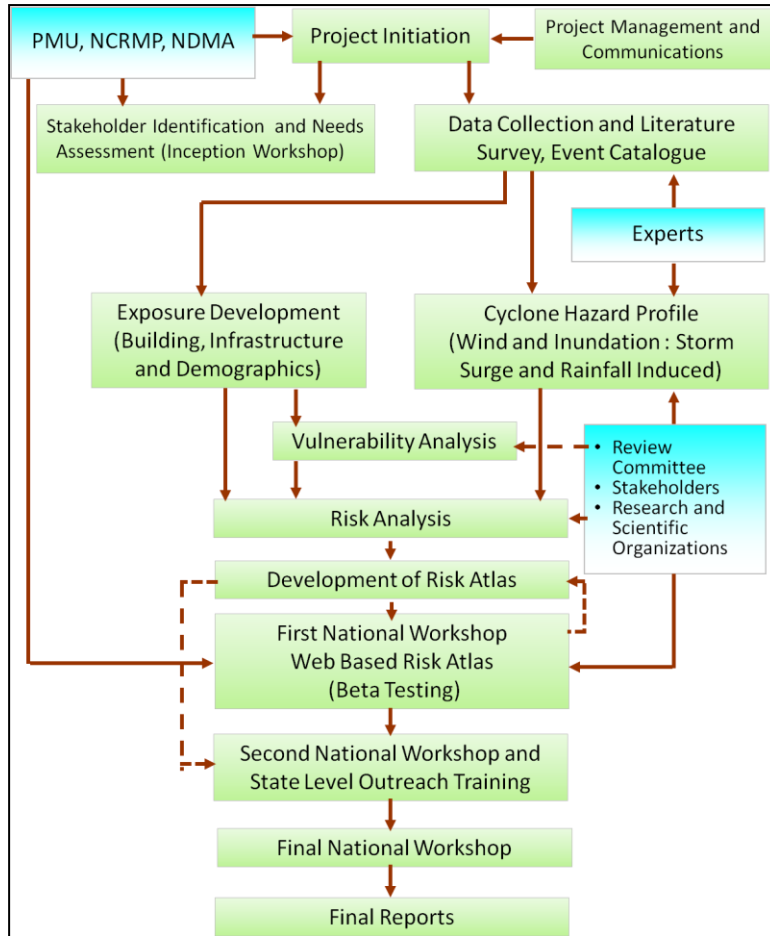 PMU, NCRMP, NDMA
Project Initiation
Project Management and
Communications
Stakeholder Identification and Needs
Assessment (Inception Workshop)
Data Collection and Literature
Survey, Event Catalogue
Experts
Exposure Development
(Building, Infrastructure
and Demographics)
Cyclone Hazard Profile
(Wind and Inundation : Storm
Surge and Rainfall Induced)
Vulnerability Analysis
• Review
Committee
• Stakeholders
• Research and
Scientific
Organizations
Risk Analysis
Development of Risk Atlas
First National Workshop
Web Based Risk Atlas
(Beta Testing)
Second National Workshop and
State Level Outreach Training
Final National Workshop
Final Reports